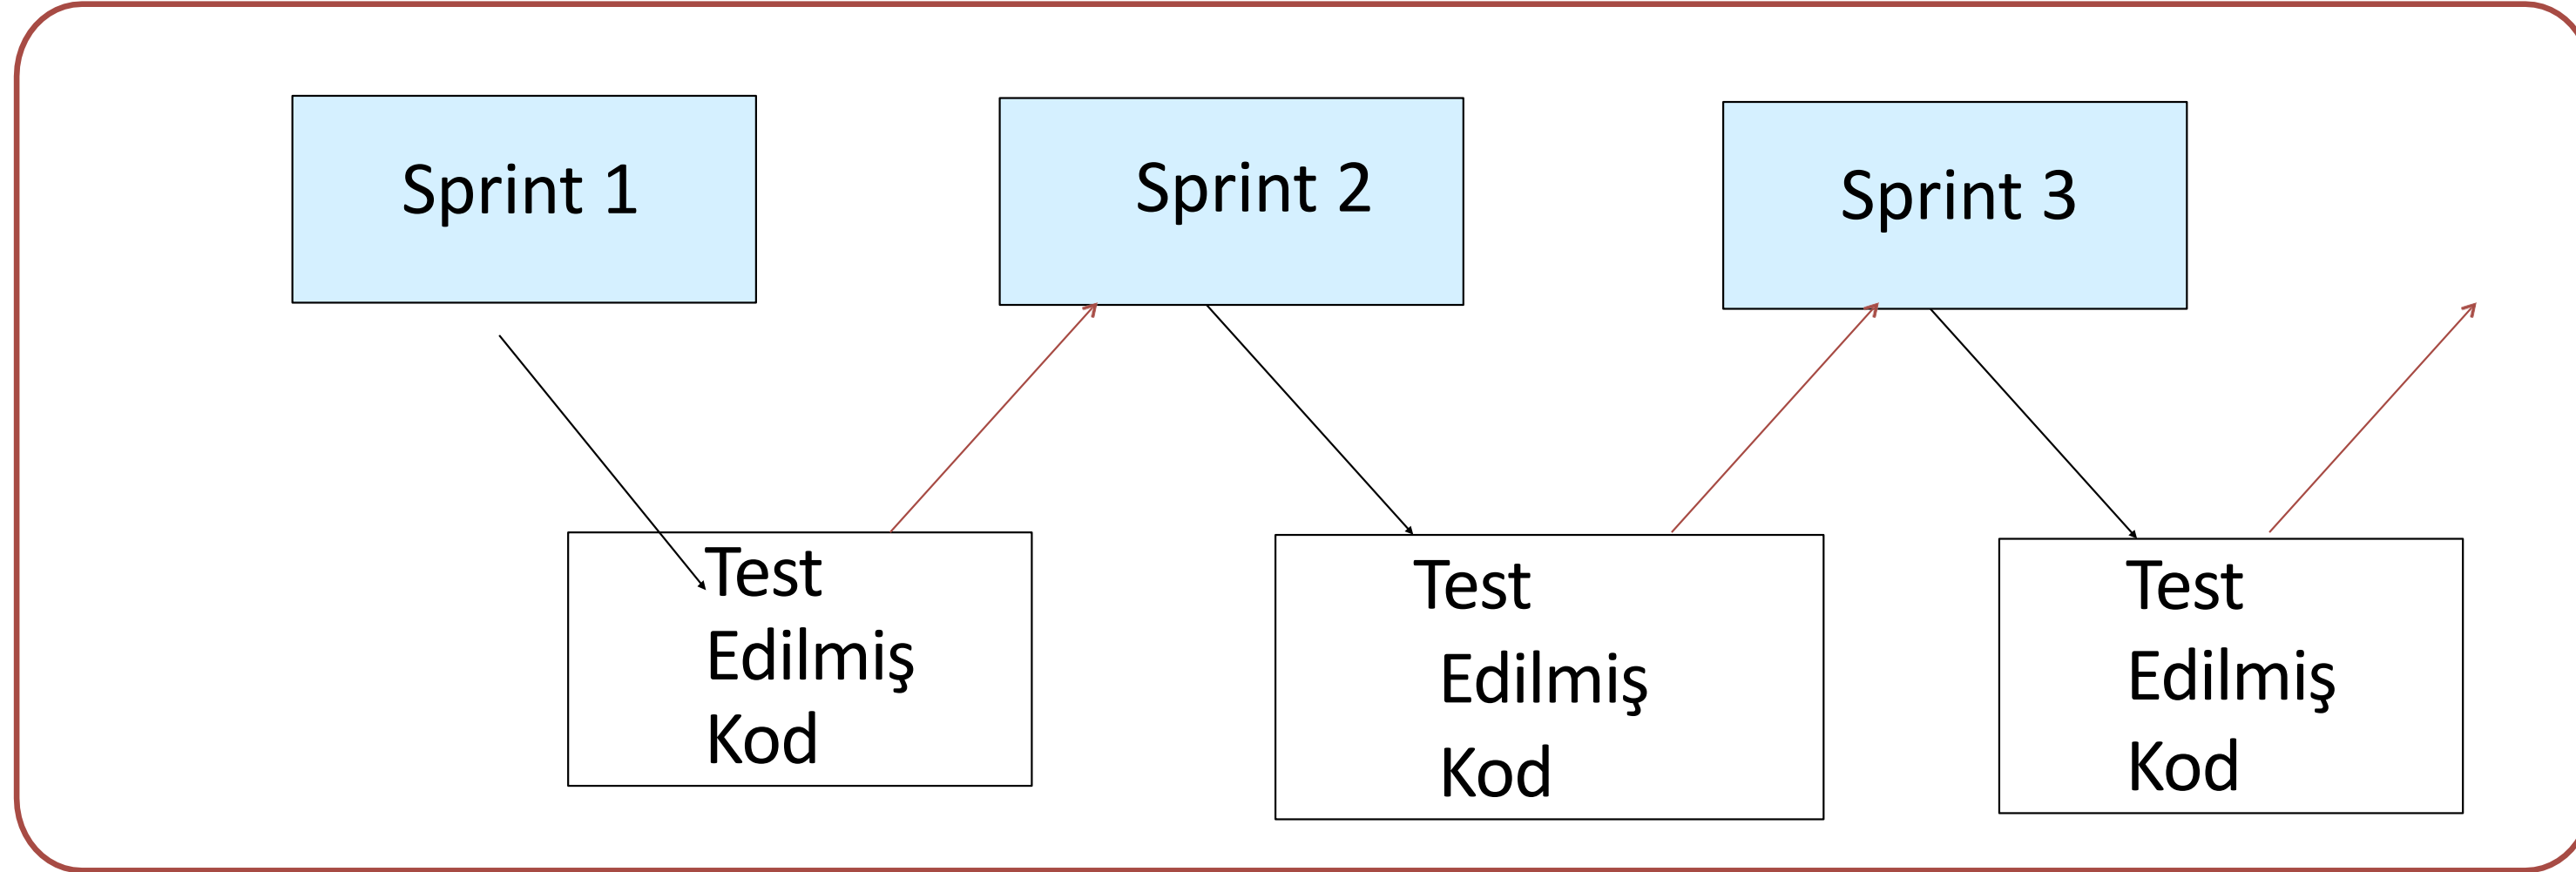 Sprint 1
Sprint 2
Sprint 3
Test
Edilmiş
Kod
Test
Edilmiş
Kod
Test
Edilmiş
Kod